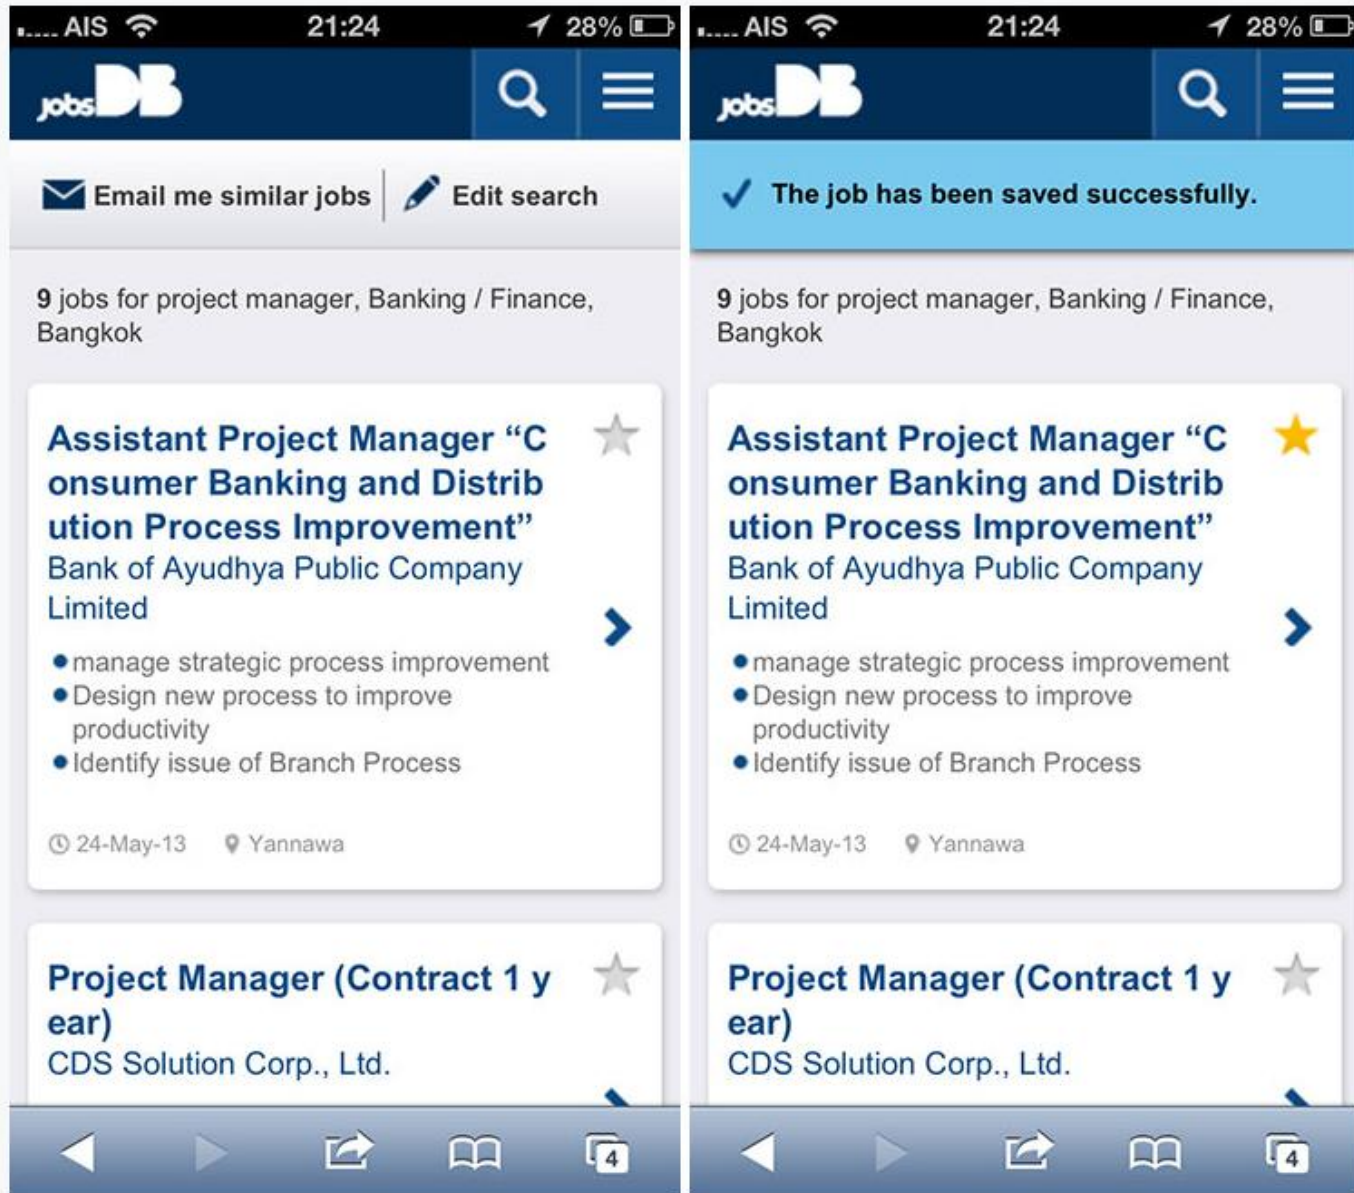 ..... AIS 21:24 28%
jobsDB
Email me similar jobs Edit search
9 jobs for project manager, Banking / Finance,
Bangkok
Assistant Project Manager “C
onsumer Banking and Distrib
ution Process Improvement”
Bank of Ayudhya Public Company
Limited
manage strategic process improvement
Design new process to improve
productivity
Identify issue of Branch Process
24-May-13 Yannawa
Project Manager (Contract 1 y
ear)
CDS Solution Corp., Ltd.
4
..... AIS 21:24 28%
jobsDB
The job has been saved successfully.
9 jobs for project manager, Banking / Finance,
Bangkok
Assistant Project Manager “C
onsumer Banking and Distrib
ution Process Improvement”
Bank of Ayudhya Public Company
Limited
manage strategic process improvement
Design new process to improve
productivity
Identify issue of Branch Process
24-May-13 Yannawa
Project Manager (Contract 1 y
ear)
CDS Solution Corp., Ltd.
4